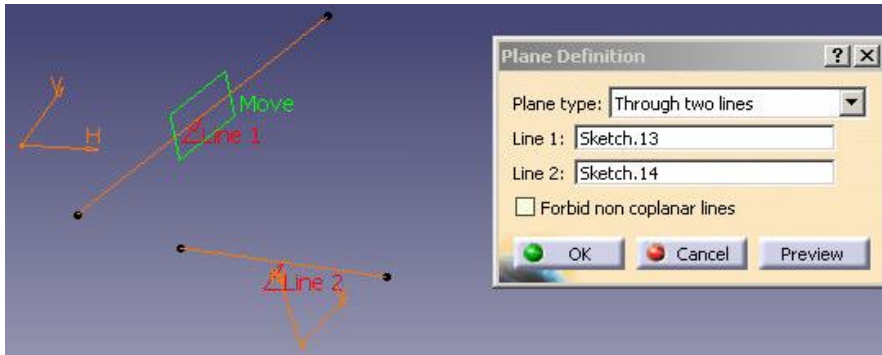 V
H
Move
Line 1
Line 2
Plane Definition
Plane type: Through two lines
Line 1: Sketch.13
Line 2: Sketch.14
Forbid non coplanar lines
OK Cancel Preview